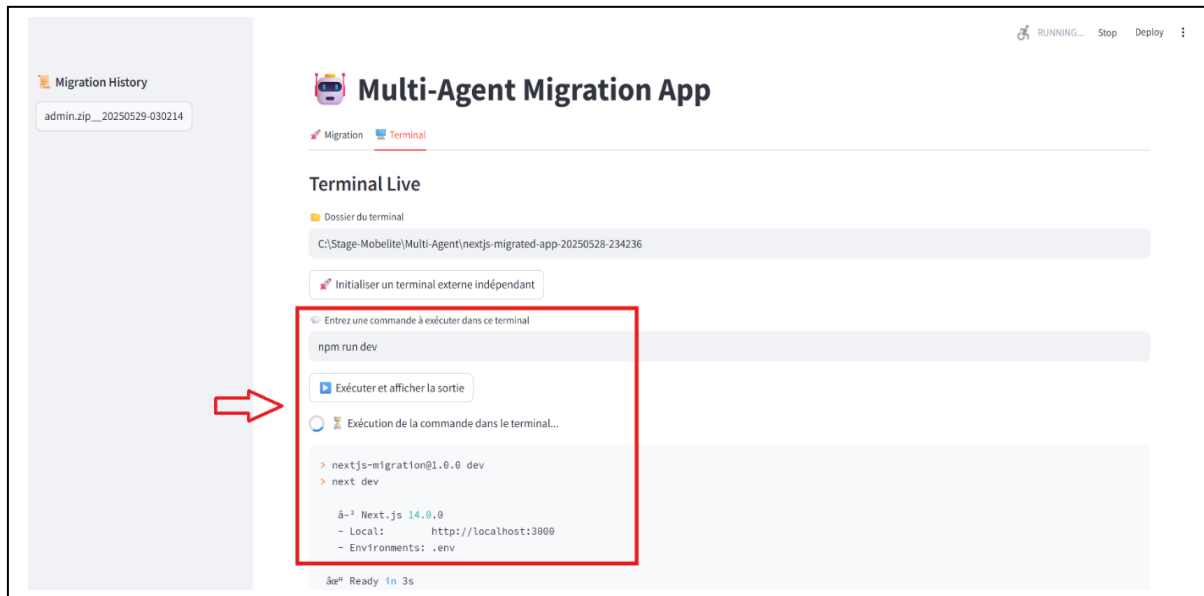 RUNNING... Stop Deploy
📜 Migration History
admin.zip__20250529-030214
Multi-Agent Migration App
🚀 Migration 🖥️ Terminal
Terminal Live
📁 Dossier du terminal
C:\Stage-Mobelite\Multi-Agent\nextjs-migrated-app-20250528-234236
🚀 Initialiser un terminal externe indépendant
💬 Entrez une commande à exécuter dans ce terminal
npm run dev
▶️ Exécuter et afficher la sortie
⏳ Exécution de la commande dans le terminal...
> nextjs-migration@1.0.0 dev
> next dev
â–² Next.js 14.0.0
- Local: http://localhost:3000
- Environments: .env
âœ“ Ready in 3s